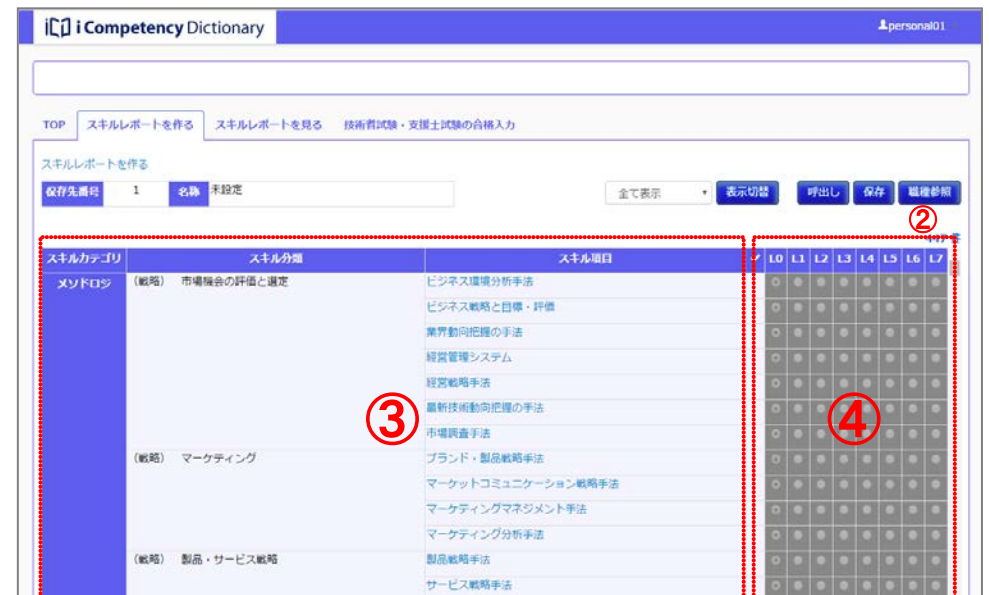 iCD i Competency Dictionary
personal01
TOP スキルレポートを作る スキルレポートを見る 技術者試験・支援士試験の合格入力
スキルレポートを作る
保存先番号 1 名称 未設定 全て表示 表示切替 呼出し 保存 職種参照
②
スキルカテゴリ スキル分類 スキル項目 L0 L1 L2 L3 L4 L5 L6 L7
メソドロジ (戦略) 市場機会の評価と選定 ビジネス環境分析手法
ビジネス戦略と目標・評価
業界動向把握の手法
経営管理システム
経営戦略手法
最新技術動向把握の手法
③ ④
市場調査手法
(戦略) マーケティング ブランド・製品戦略手法
マーケットコミュニケーション戦略手法
マーケティングマネジメント手法
マーケティング分析手法
(戦略) 製品・サービス戦略 製品戦略手法
サービス戦略手法